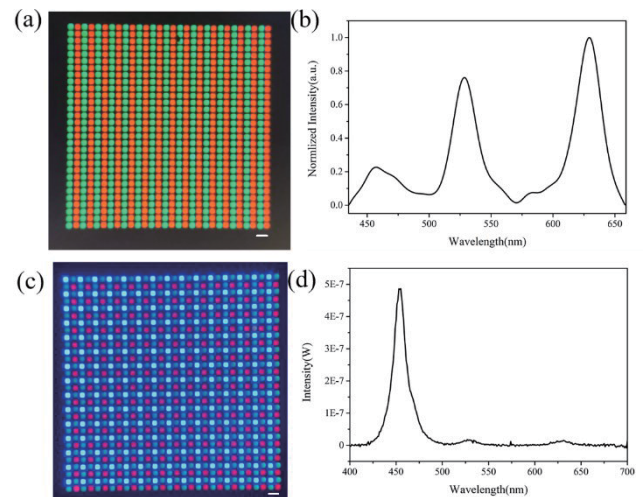 (a)
(b)
Normlized Intensity(a.u.)
1.0
0.8
0.6
0.4
0.2
0.0
450 500 550 600 650
Wavelength(nm)
(c)
(d)
Intensity(W)
5E-7
4E-7
3E-7
2E-7
1E-7
0
400 450 500 550 600 650 700
Wavelength(nm)